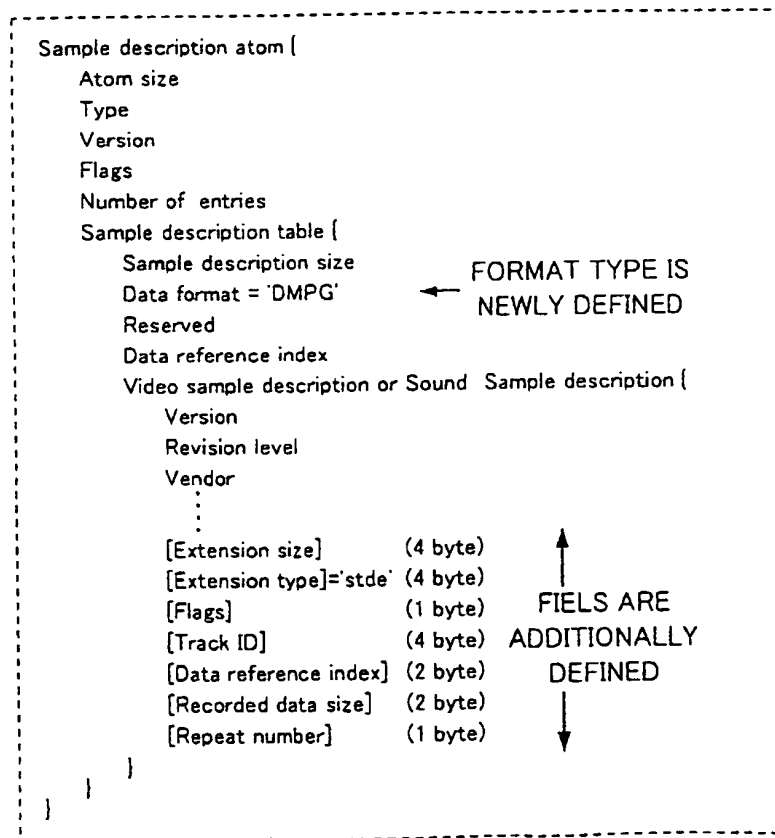 Sample description atom {
Atom size
Type
Version
Flags
Number of entries
Sample description table {
Sample description size
Data format = 'DMPG'
Reserved
Data reference index
Video sample description or Sound Sample description {
Version
Revision level
Vendor
[Extension size] (4 byte)
[Extension type]='stde' (4 byte)
[Flags] (1 byte)
[Track ID] (4 byte)
[Data reference index] (2 byte)
[Recorded data size] (2 byte)
[Repeat number] (1 byte)
}
}
}
FORMAT TYPE IS
NEWLY DEFINED
FIELS ARE
ADDITIONALLY
DEFINED